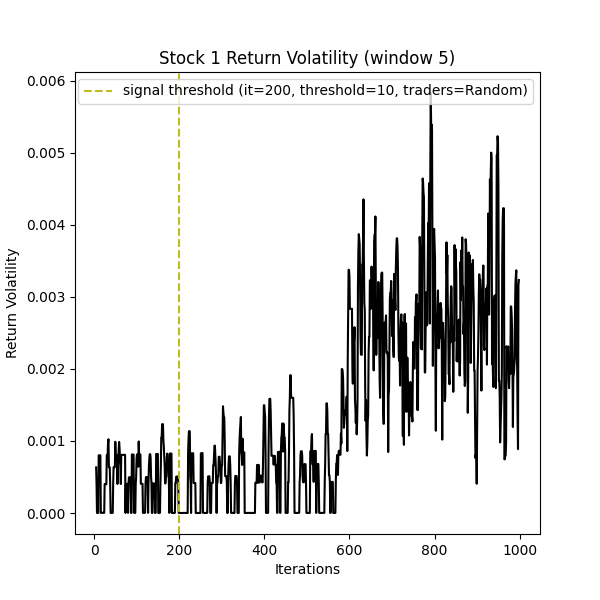 Stock 1 Return Volatility (window 5)
signal threshold (it=200, threshold=10, traders=Random)
0.006
0.005
0.004
0.003
0.002
0.001
0.000
Return Volatility
0 200 400 600 800 1000
Iterations